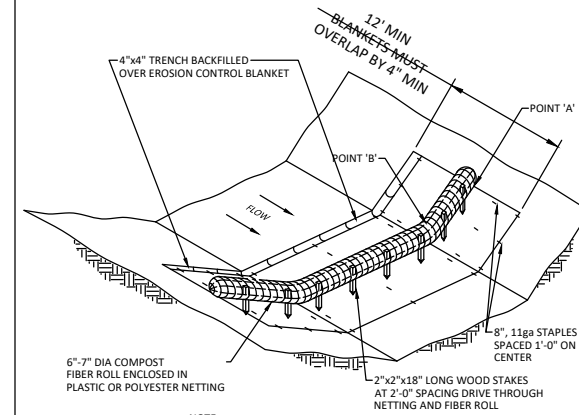 12' MIN
BLANKETS MUST
OVERLAP BY 4" MIN
4"x4" TRENCH BACKFILLED
OVER EROSION CONTROL BLANKET
POINT 'A'
POINT 'B'
FLOW
8", 11ga STAPLES
SPACED 1'-0" ON
CENTER
6"-7" DIA COMPOST
FIBER ROLL ENCLOSED IN
PLASTIC OR POLYESTER NETTING
2"x2"x18" LONG WOOD STAKES
AT 2'-0" SPACING DRIVE THROUGH
NETTING AND FIBER ROLL
NOTE